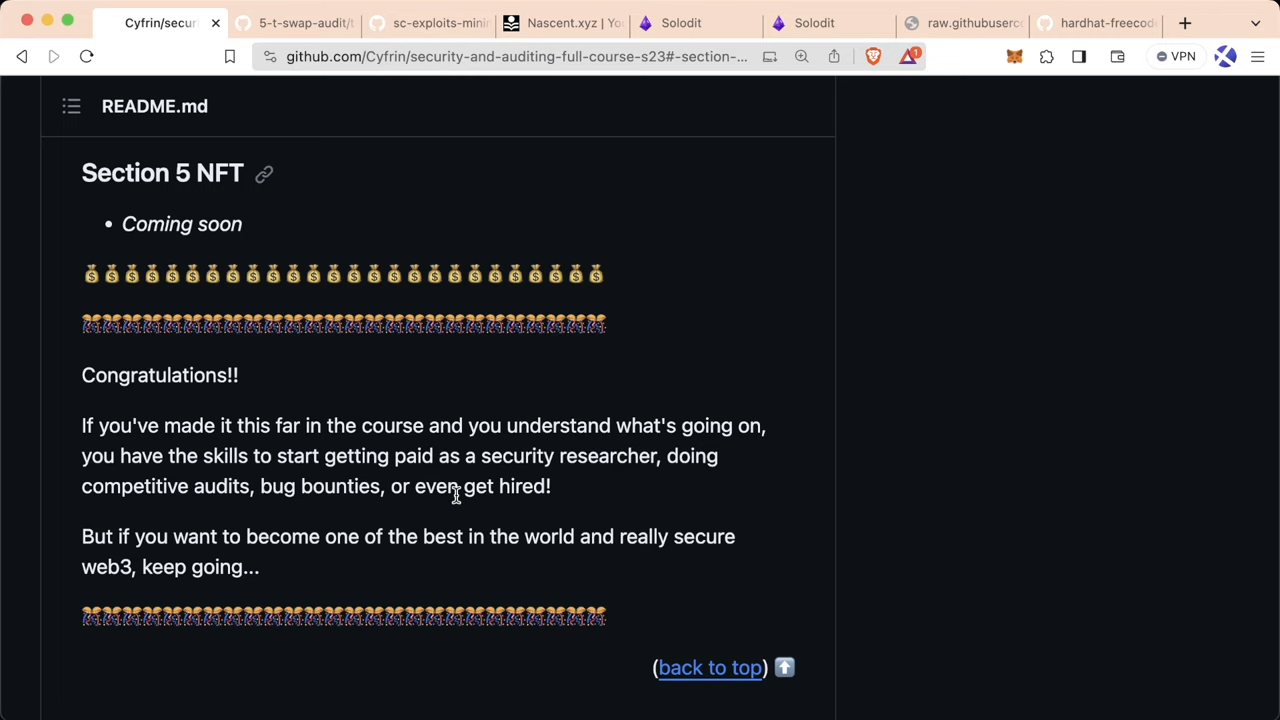 Cyfrin/securi
5-t-swap-audit/t
sc-exploits-mini
Nascent.xyz | Yo
Solodit
Solodit
raw.githubuserco
hardhat-freecode
github.com/Cyfrin/security-and-auditing-full-course-s23#-section-...
1
VPN
README.md
Section 5 NFT
• Coming soon
Congratulations!!
If you've made it this far in the course and you understand what's going on,
you have the skills to start getting paid as a security researcher, doing
competitive audits, bug bounties, or even get hired!
But if you want to become one of the best in the world and really secure
web3, keep going...
(back to top)